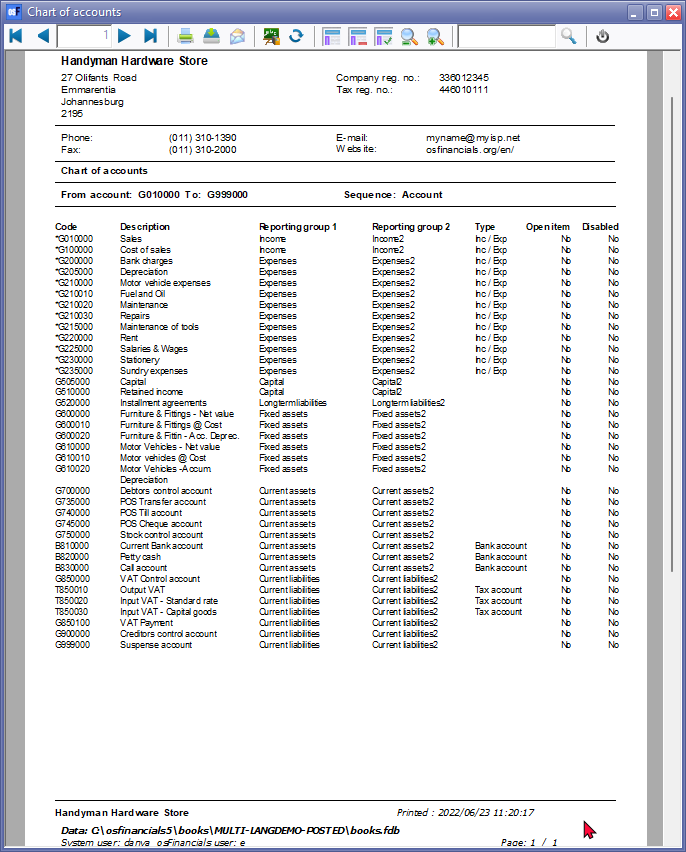 Chart of accounts
1
Handyman Hardware Store
27 Olifants Road Company reg. no.: 336012345
Emmarentia Tax reg. no.: 446010111
Johannesburg
2195
Phone: (011) 310-1390 E-mail: myname@myisp.net
Fax: (011) 310-2000 Website: osfinancials.org/en/
Chart of accounts
From account: G010000 To: G999000 Sequence: Account
Code Description Reporting group 1 Reporting group 2 Type Open item Disabled
*G010000 Sales Income Income2 Inc / Exp No No
*G100000 Cost of sales Income Income2 Inc / Exp No No
*G200000 Bank charges Expenses Expenses2 Inc / Exp No No
*G205000 Depreciation Expenses Expenses2 Inc / Exp No No
*G210000 Motor vehicle expenses Expenses Expenses2 Inc / Exp No No
*G210010 Fuel and Oil Expenses Expenses2 Inc / Exp No No
*G210020 Maintenance Expenses Expenses2 Inc / Exp No No
*G210030 Repairs Expenses Expenses2 Inc / Exp No No
*G215000 Maintenance of tools Expenses Expenses2 Inc / Exp No No
*G220000 Rent Expenses Expenses2 Inc / Exp No No
*G225000 Salaries & Wages Expenses Expenses2 Inc / Exp No No
*G230000 Stationery Expenses Expenses2 Inc / Exp No No
*G235000 Sundry expenses Expenses Expenses2 Inc / Exp No No
G505000 Capital Capital Capital2 No No
G510000 Retained income Capital Capital2 No No
G520000 Installment agreements Longterm liabilities Longterm liabilities2 No No
G600000 Furniture & Fittings - Net value Fixed assets Fixed assets2 No No
G600010 Furniture & Fittings @ Cost Fixed assets Fixed assets2 No No
G600020 Furniture & Fittin - Acc. Deprec. Fixed assets Fixed assets2 No No
G610000 Motor Vehicles - Net value Fixed assets Fixed assets2 No No
G610010 Motor vehicles @ Cost Fixed assets Fixed assets2 No No
G610020 Motor Vehicles -Accum. Fixed assets Fixed assets2 No No
Depreciation
G700000 Debtors control account Current assets Current assets2 No No
G735000 POS Transfer account Current assets Current assets2 No No
G740000 POS Till account Current assets Current assets2 No No
G745000 POS Cheque account Current assets Current assets2 No No
G750000 Stock control account Current assets Current assets2 No No
B810000 Current Bank account Current assets Current assets2 Bank account No No
B820000 Petty cash Current assets Current assets2 Bank account No No
B830000 Call account Current assets Current assets2 Bank account No No
G850000 VAT Control account Current liabilities Current liabilities2 No No
T850010 Output VAT Current liabilities Current liabilities2 Tax account No No
T850020 Input VAT - Standard rate Current liabilities Current liabilities2 Tax account No No
T850030 Input VAT - Capital goods Current liabilities Current liabilities2 Tax account No No
G850100 VAT Payment Current liabilities Current liabilities2 No No
G900000 Creditors control account Current liabilities Current liabilities2 No No
G999000 Suspense account Current liabilities Current liabilities2 No No
Handyman Hardware Store Printed : 2022/06/23 11:20:17
Data: C:\osfinancials5\books\MULTI-LANGDEMO-POSTED\books.fdb
System user: danya osFinancials user: e Page: 1 / 1